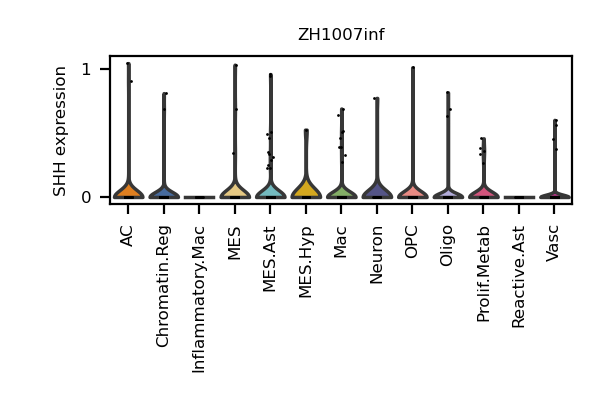 ZH1007inf
SHH expression
1
0
AC
Chromatin.Reg
Inflammatory.Mac
MES
MES.Ast
MES.Hyp
Mac
Neuron
OPC
Oligo
Prolif.Metab
Reactive.Ast
Vasc